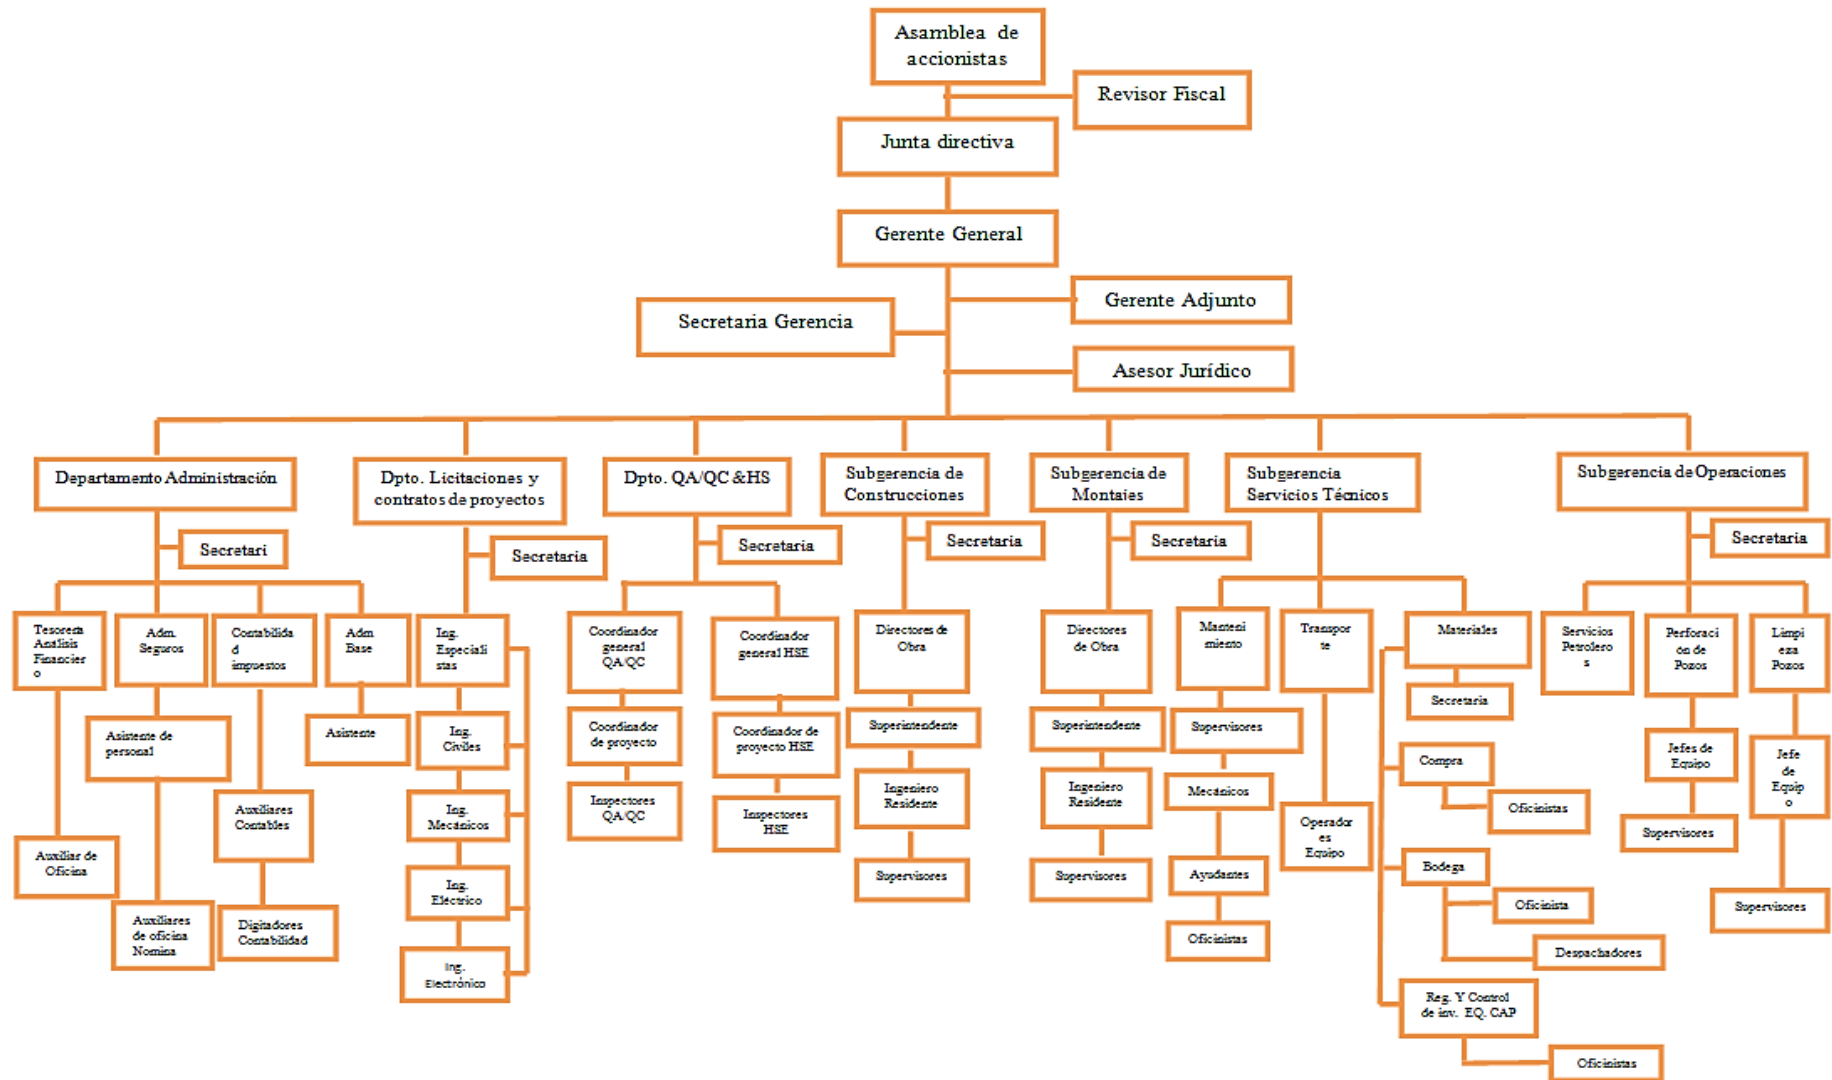 Asamblea de
accionistas
Revisor Fiscal
Junta directiva
Gerente General
Gerente Adjunto
Secretaria Gerencia
Asesor Jurídico
Departamento Administración
Dpto. Licitaciones y
contratos de proyectos
Dpto. QA/QC &HS
Subgerencia de
Construcciones
Subgerencia de
Montajes
Subgerencia
Servicios Técnicos
Subgerencia de Operaciones
Secretari
Secretaria
Secretaria
Secretaria
Secretaria
Secretaria
Tesorería
Análisis
Financier
o
Adm.
Seguros
Contabilida
d
impuestos
Adm
Base
Ing.
Especiali
stas
Coordinador
general
QA/QC
Coordinador
general HSE
Directores de
Obra
Directores
de Obra
Manteni
miento
Transpor
te
Materiales
Servicios
Petrolero
s
Perforaci
ón de
Pozos
Limpi
eza
Pozos
Secretaria
Asistente de
personal
Asistente
Ing.
Civiles
Coordinador
de proyecto
Coordinador de
proyecto HSE
Superintendente
Superintendente
Supervisores
Jefes de
Equipo
Jefe
de
Equip
o
Compra
Oficinistas
Auxiliares
Contables
Ing.
Mecánicos
Inspectores
QA/QC
Inspectores
HSE
Ingeniero
Residente
Ingeniero
Residente
Mecánicos
Operador
es
Equipo
Supervisores
Auxiliar de
Oficina
Ing.
Eléctrico
Supervisores
Supervisores
Ayudantes
Bodega
Oficinista
Supervisores
Auxiliares
de oficina
Nomina
Digitadores
Contabilidad
Oficinistas
Despachadores
Ing.
Electrónico
Reg. Y Control
de inv. EQ. CAP
Oficinistas